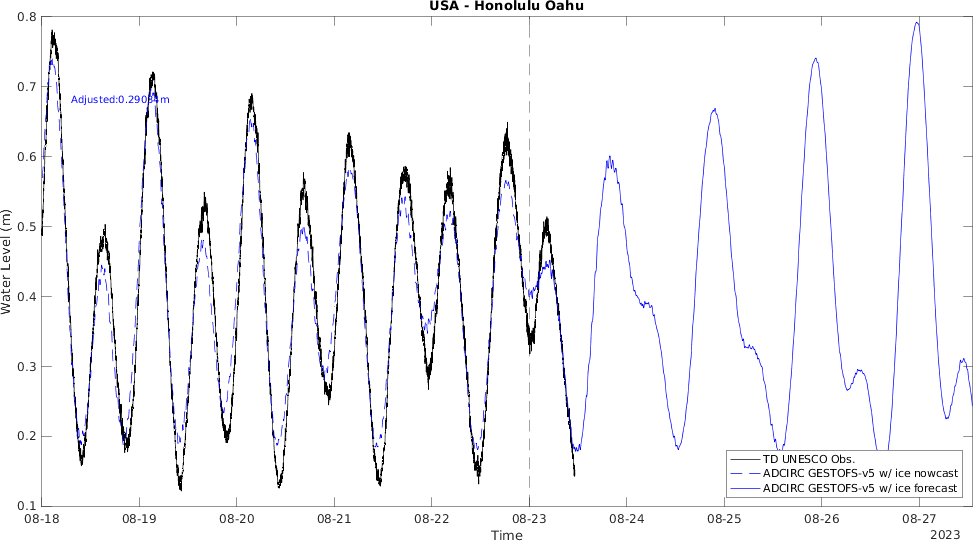 USA - Honolulu Oahu
0.8
0.7
Adjusted:0.29034m
0.6
0.5
0.4
0.3
0.2
0.1
Water Level (m)
TD UNESCO Obs.
ADCIRC GESTOFS-v5 w/ ice nowcast
ADCIRC GESTOFS-v5 w/ ice forecast
08-18 08-19 08-20 08-21 08-22 08-23 08-24 08-25 08-26 08-27
Time
2023